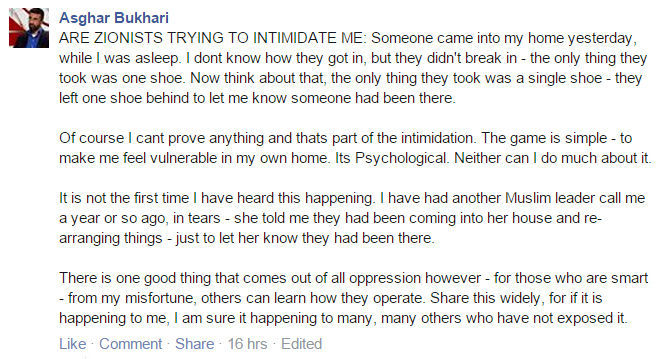 Asghar Bukhari
ARE ZIONISTS TRYING TO INTIMIDATE ME: Someone came into my home yesterday,
while I was asleep. I dont know how they got in, but they didn't break in - the only thing they
took was one shoe. Now think about that, the only thing they took was a single shoe - they
left one shoe behind to let me know someone had been there.
Of course I cant prove anything and thats part of the intimidation. The game is simple - to
make me feel vulnerable in my own home. Its Psychological. Neither can I do much about it.
It is not the first time I have heard this happening. I have had another Muslim leader call me
a year or so ago, in tears - she told me they had been coming into her house and re-
arranging things - just to let her know they had been there.
There is one good thing that comes out of all oppression however - for those who are smart
- from my misfortune, others can learn how they operate. Share this widely, for if it is
happening to me, I am sure it happening to many, many others who have not exposed it.
Like · Comment · Share · 16 hrs · Edited